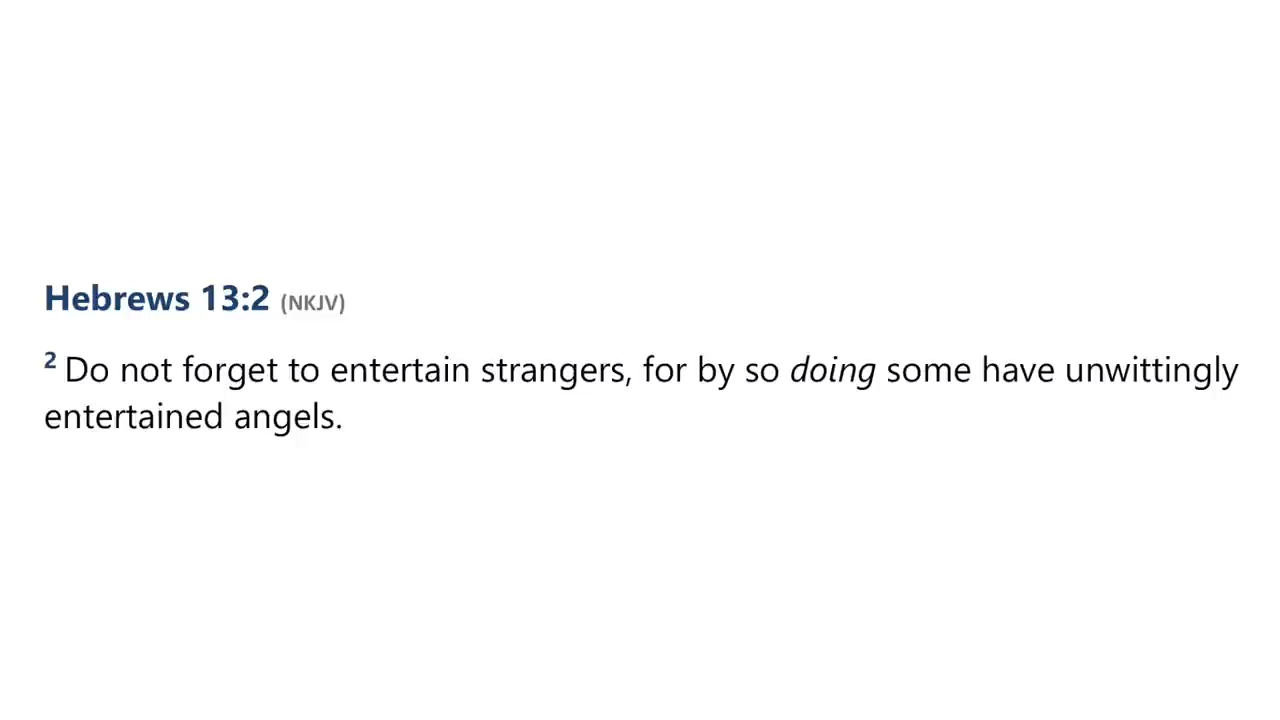 Hebrews 13:2 (NKJV)
2 Do not forget to entertain strangers, for by so doing some have unwittingly
entertained angels.